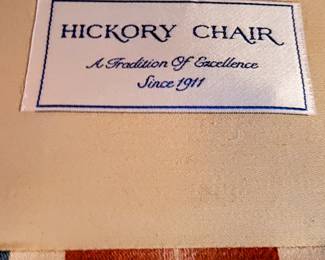 HICKORY CHAIR
A Tradition Of Excellence
Since 1911